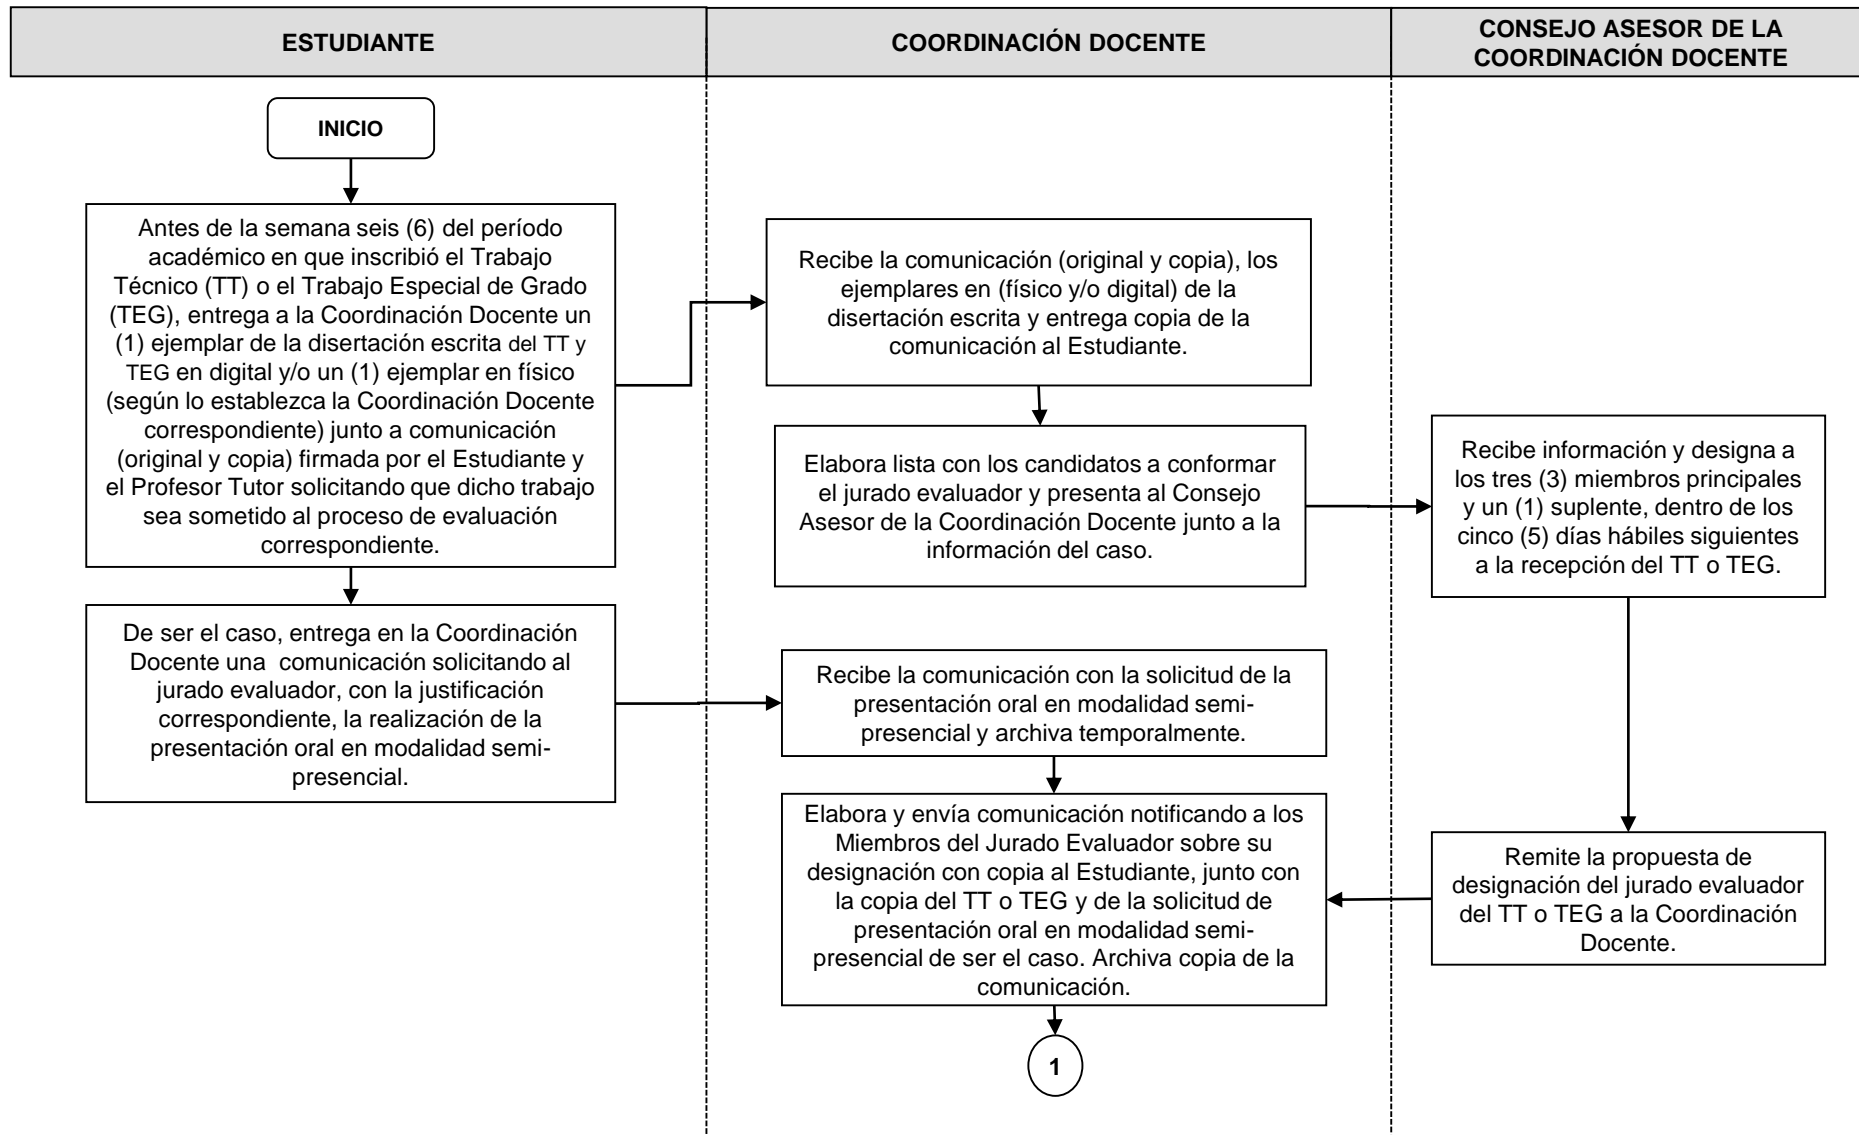 ESTUDIANTE
COORDINACIÓN DOCENTE
CONSEJO ASESOR DE LA
COORDINACIÓN DOCENTE
INICIO
Antes de la semana seis (6) del período
académico en que inscribió el Trabajo
Técnico (TT) o el Trabajo Especial de Grado
(TEG), entrega a la Coordinación Docente un
(1) ejemplar de la disertación escrita del TT y
TEG en digital y/o un (1) ejemplar en físico
(según lo establezca la Coordinación Docente
correspondiente) junto a comunicación
(original y copia) firmada por el Estudiante y
el Profesor Tutor solicitando que dicho trabajo
sea sometido al proceso de evaluación
correspondiente.
Recibe la comunicación (original y copia), los
ejemplares en (físico y/o digital) de la
disertación escrita y entrega copia de la
comunicación al Estudiante.
Elabora lista con los candidatos a conformar
el jurado evaluador y presenta al Consejo
Asesor de la Coordinación Docente junto a la
información del caso.
Recibe información y designa a
los tres (3) miembros principales
y un (1) suplente, dentro de los
cinco (5) días hábiles siguientes
a la recepción del TT o TEG.
De ser el caso, entrega en la Coordinación
Docente una  comunicación solicitando al
jurado evaluador, con la justificación
correspondiente, la realización de la
presentación oral en modalidad semi-
presencial.
Recibe la comunicación con la solicitud de la
presentación oral en modalidad semi-
presencial y archiva temporalmente.
Elabora y envía comunicación notificando a los
Miembros del Jurado Evaluador sobre su
designación con copia al Estudiante, junto con
la copia del TT o TEG y de la solicitud de
presentación oral en modalidad semi-
presencial de ser el caso. Archiva copia de la
comunicación.
Remite la propuesta de
designación del jurado evaluador
del TT o TEG a la Coordinación
Docente.
1